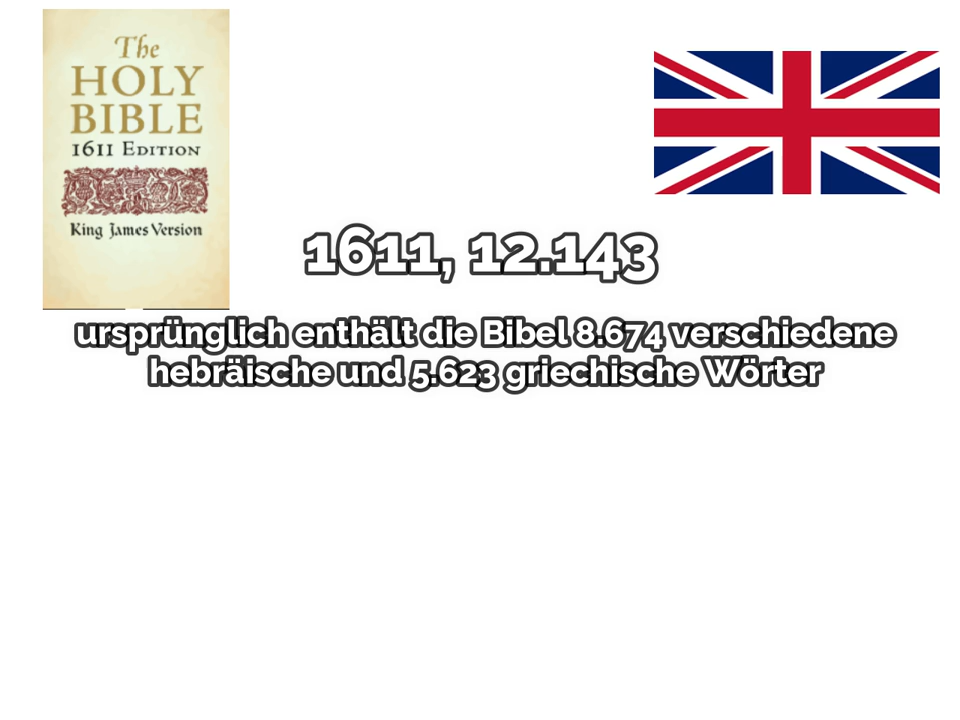 The
HOLY
BIBLE
1611 EDITION
King James Version
1611, 12.143
ursprünglich enthält die Bibel 8.674 verschiedene
hebräische und 5.623 griechische Wörter